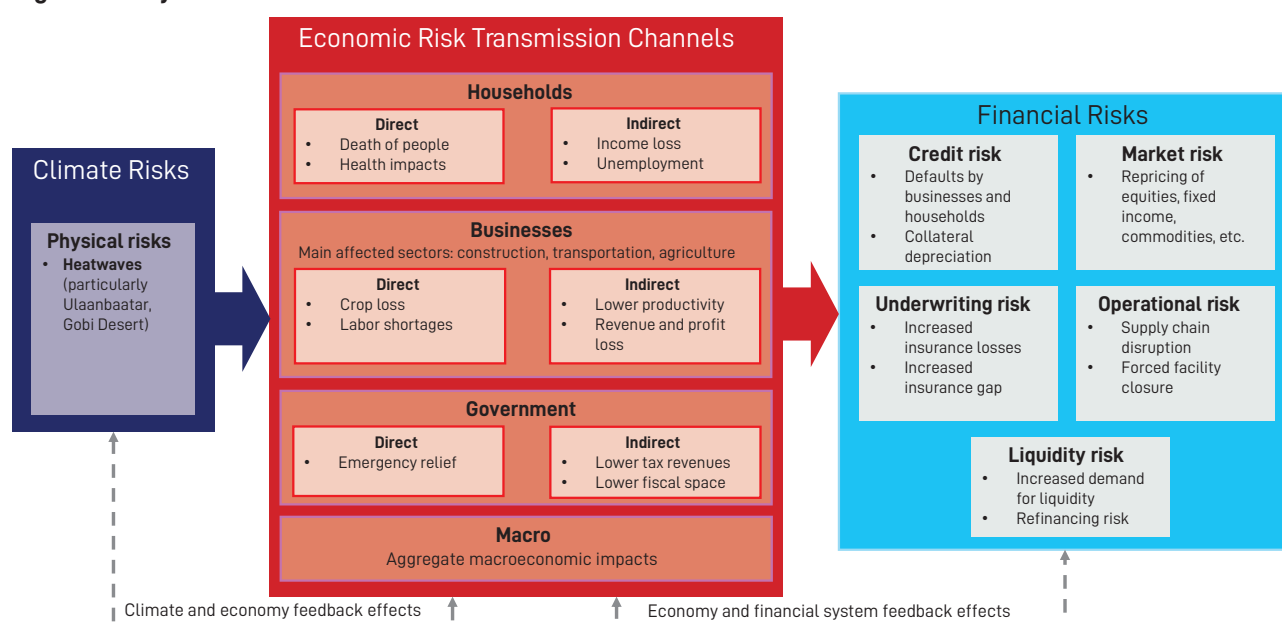 Economic Risk Transmission Channels
Households
Direct
• Death of people
• Health impacts
Indirect
• Income loss
• Unemployment
Businesses
Main affected sectors: construction, transportation, agriculture
Direct
• Crop loss
• Labor shortages
Indirect
• Lower productivity
• Revenue and profit
loss
Government
Direct
• Emergency relief
Indirect
• Lower tax revenues
• Lower fiscal space
Macro
Aggregate macroeconomic impacts
Climate Risks
Physical risks
• Heatwaves
(particularly
Ulaanbaatar,
Gobi Desert)
Financial Risks
Credit risk
• Defaults by
businesses and
households
• Collateral
depreciation
Market risk
• Repricing of
equities, fixed
income,
commodities, etc.
Underwriting risk
• Increased
insurance losses
• Increased
insurance gap
Operational risk
• Supply chain
disruption
• Forced facility
closure
Liquidity risk
• Increased demand
for liquidity
• Refinancing risk
Climate and economy feedback effects
Economy and financial system feedback effects